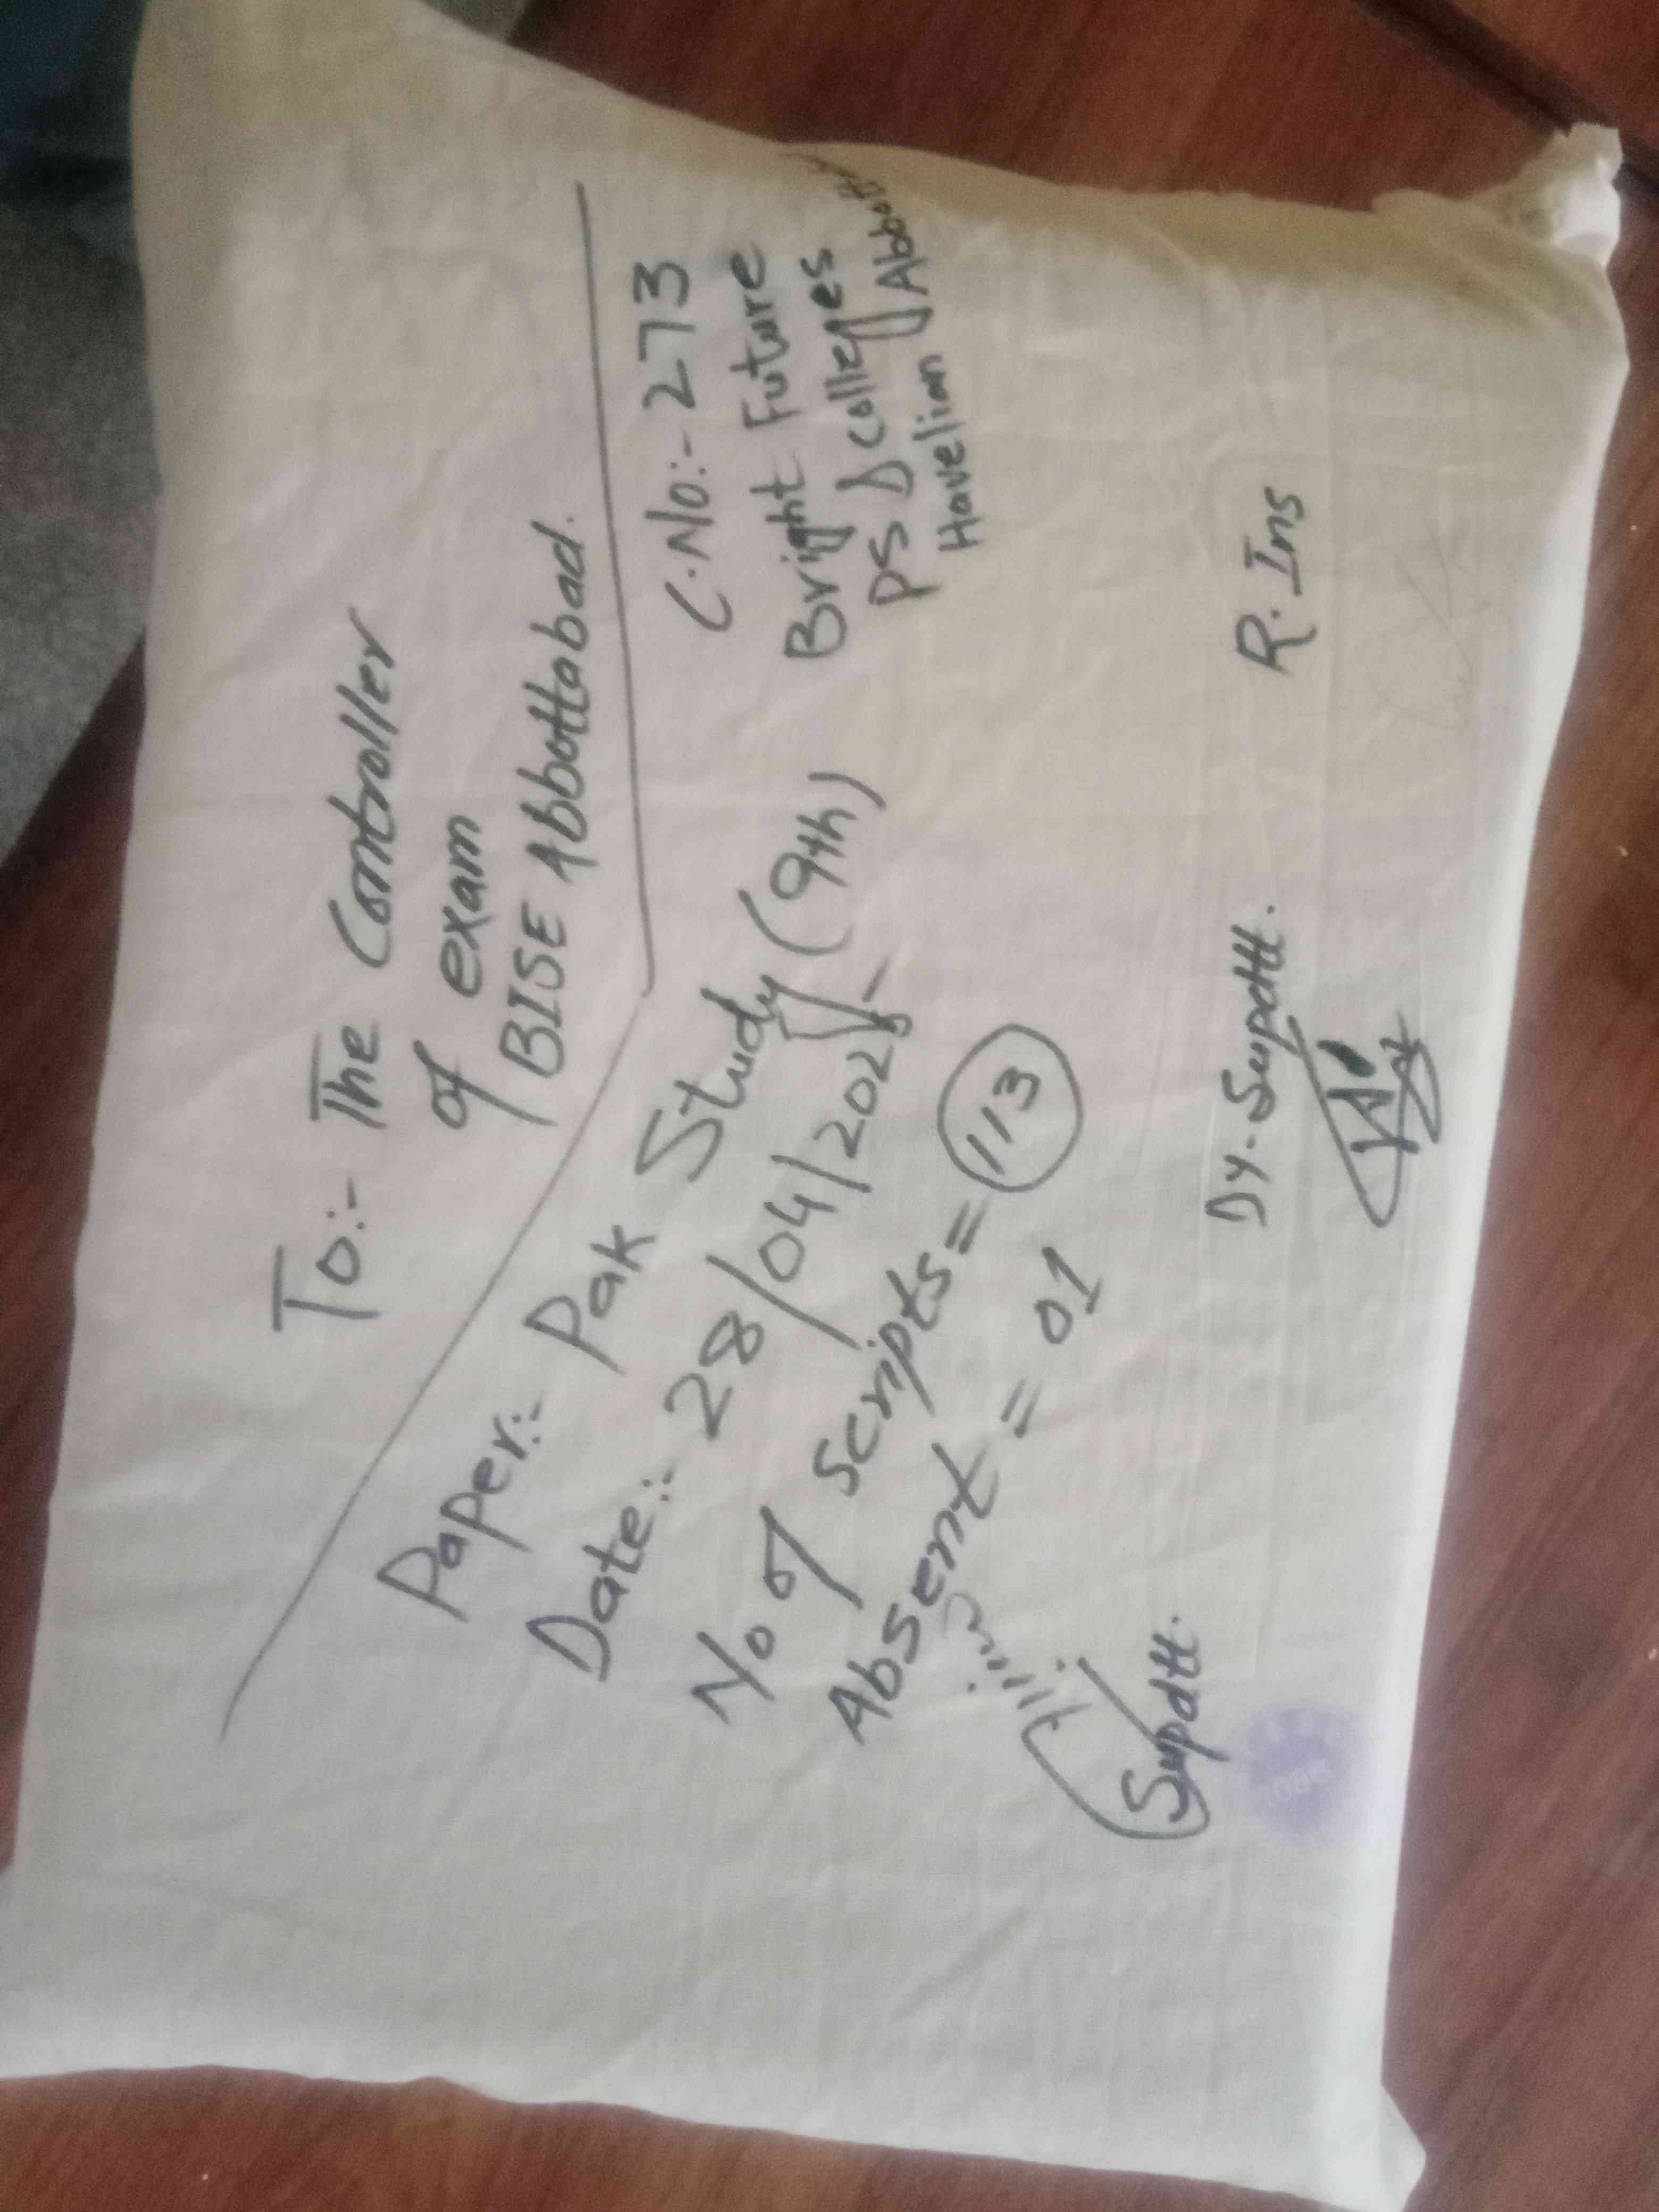 To:- The Controller
of exam
BISE Abbottabad.
C.No:- 273
Bright Future
PS & Colleges
Havelian Abbott
Paper:- Pak Study (9th)
Date:- 28/04/2025
No of scripts = 113
Absent = 01
Supdtt.
Dy-Supdtt.
R. Ins